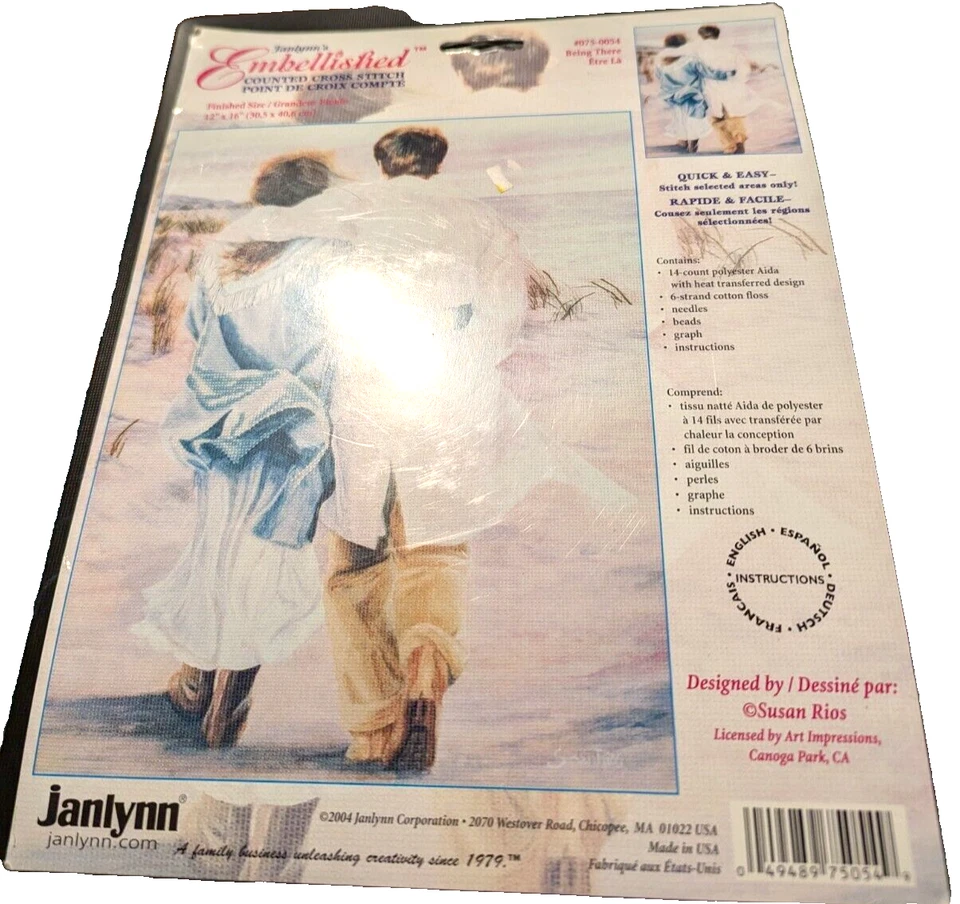 Janlynn's
Embellished™
COUNTED CROSS STITCH
POINT DE CROIX COMPTÉ
Finished Size / Grandeur Finie
12" x 16" (30,5 x 40,6 cm)
#075-0054
Being There
Être Là
QUICK & EASY–
Stitch selected areas only!
RAPIDE & FACILE–
Cousez seulement les régions
sélectionnées!
Contains:
• 14-count polyester Aida
with heat transferred design
• 6-strand cotton floss
• needles
• beads
• graph
• instructions
Comprend:
• tissu natté Aida de polyester
à 14 fils avec transférée par
chaleur la conception
• fil de coton à broder de 6 brins
• aiguilles
• perles
• graphe
• instructions
ENGLISH • ESPAÑOL • DEUTSCH • FRANCAIS •
INSTRUCTIONS
Designed by / Dessiné par:
©Susan Rios
Licensed by Art Impressions,
Canoga Park, CA
Susan Rios
janlynn®
janlynn.com
A family business unleashing creativity since 1979.™
©2004 Janlynn Corporation • 2070 Westover Road, Chicopee, MA 01022 USA
Made in USA
Fabriqué aux États-Unis
0 49489 75054 8